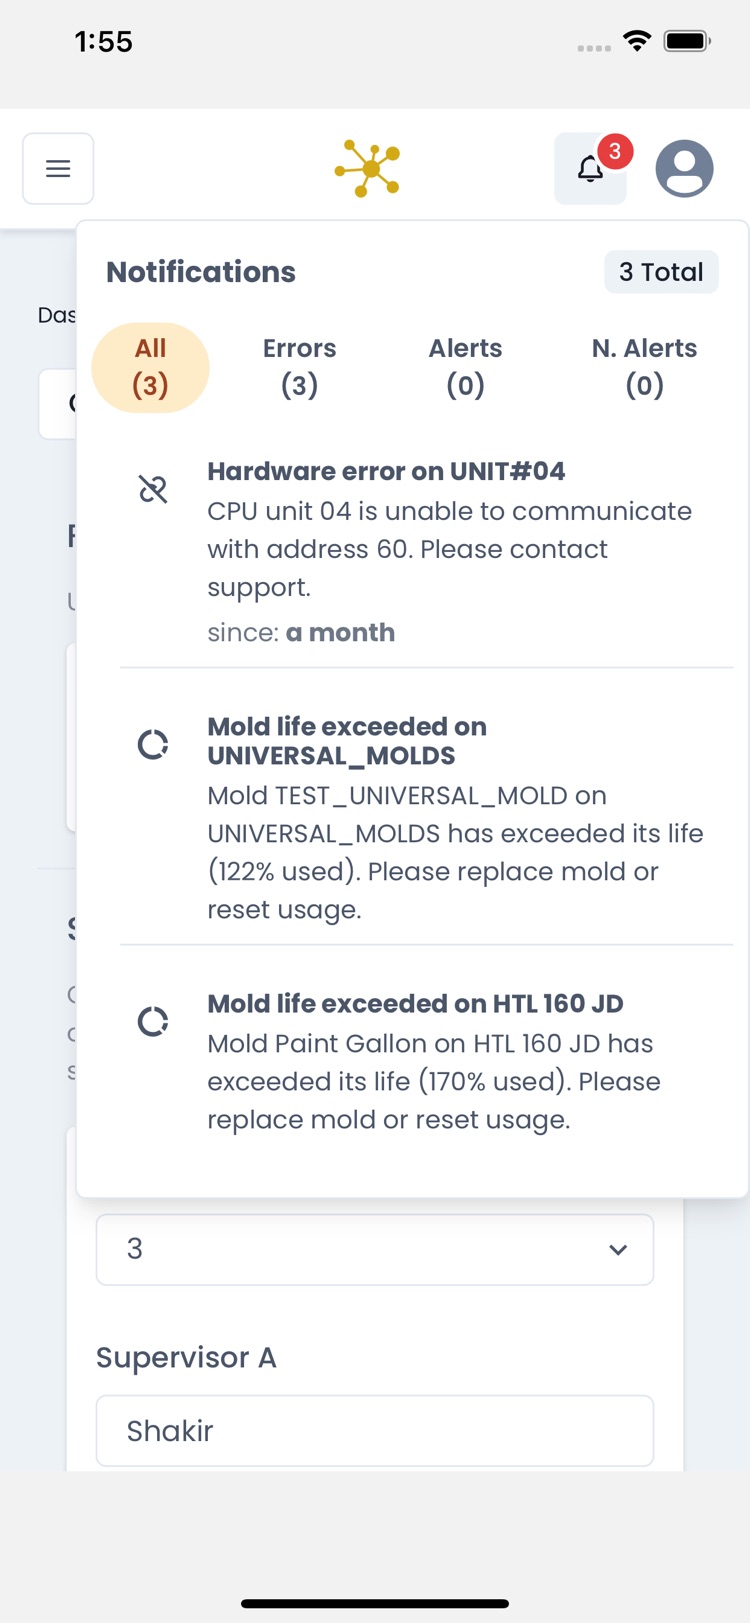 1:55
3
Notifications
3 Total
All
(3)
Errors
(3)
Alerts
(0)
N. Alerts
(0)
Hardware error on UNIT#04
CPU unit 04 is unable to communicate
with address 60. Please contact
support.
since: a month
Mold life exceeded on
UNIVERSAL_MOLDS
Mold TEST_UNIVERSAL_MOLD on
UNIVERSAL_MOLDS has exceeded its life
(122% used). Please replace mold or
reset usage.
Mold life exceeded on HTL 160 JD
Mold Paint Gallon on HTL 160 JD has
exceeded its life (170% used). Please
replace mold or reset usage.
3
Supervisor A
Shakir